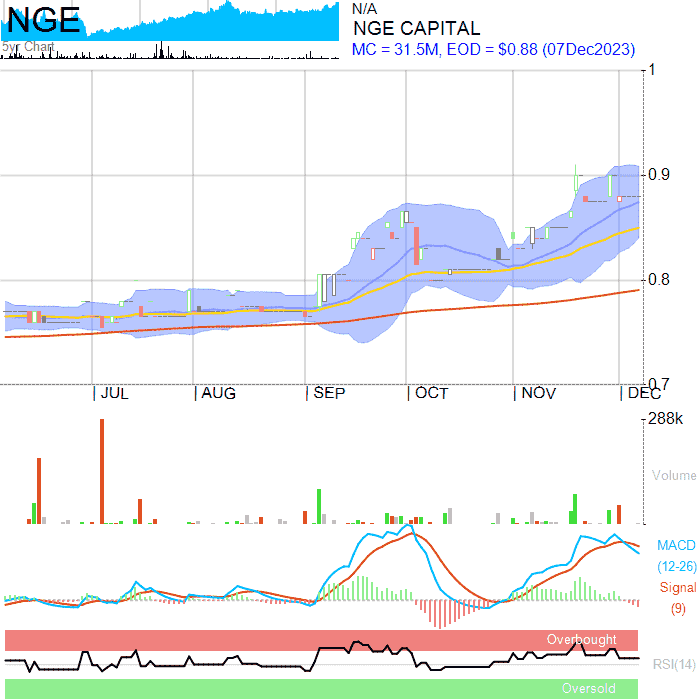 NGE
N/A
NGE CAPITAL
5yr Chart
MC = 31.5M, EOD = $0.88 (07Dec2023)
1
0.9
0.8
0.7
JUL AUG SEP OCT NOV DEC
288k
Volume
MACD
(12-26)
Signal
(9)
Overbought
RSI(14)
Oversold